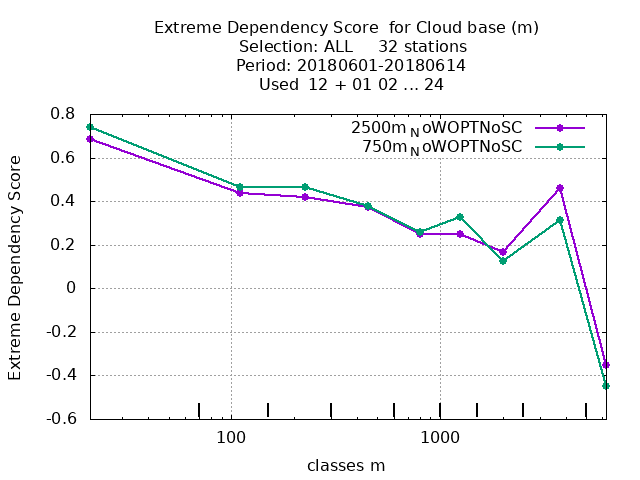 Extreme Dependency Score  for Cloud base (m)
Selection: ALL     32 stations
Period: 20180601-20180614
Used  12 + 01 02 ... 24
2500m_NoWOPTNoSC
750m_NoWOPTNoSC
Extreme Dependency Score
0.8
0.6
0.4
0.2
0
-0.2
-0.4
-0.6
100
1000
classes m